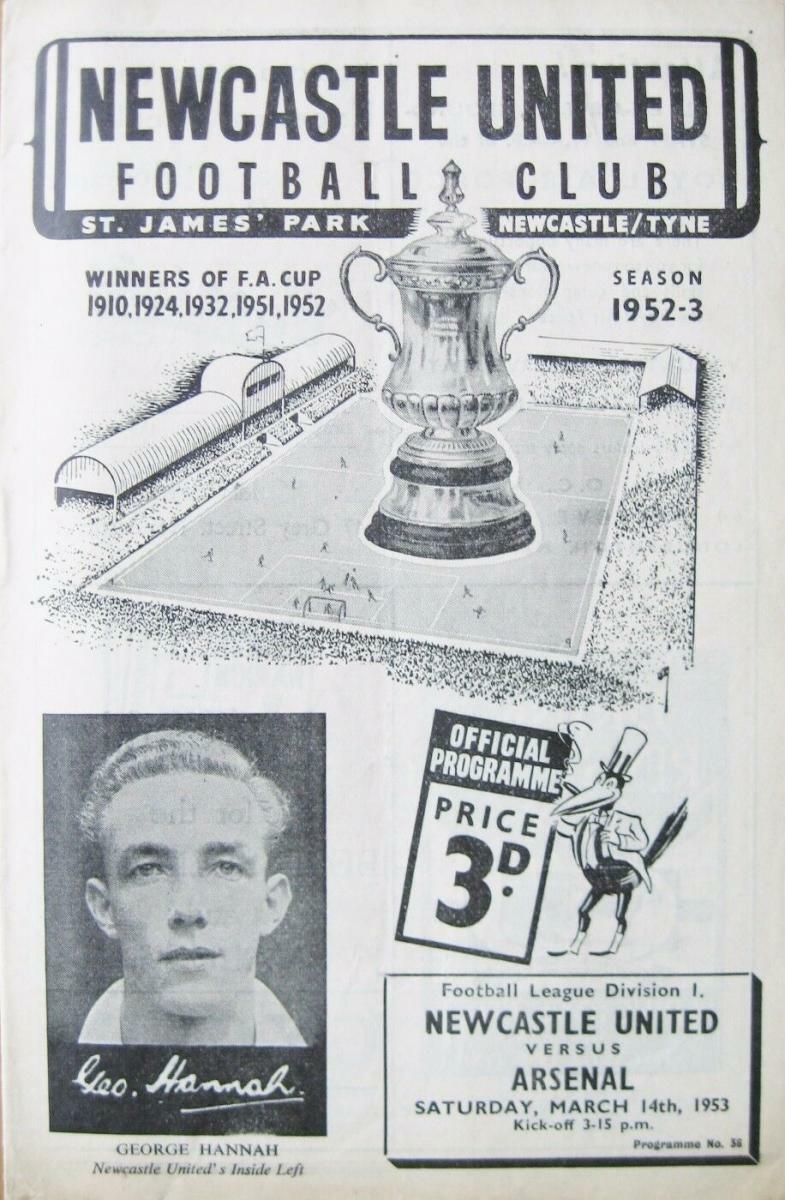 NEWCASTLE UNITED
FOOTBALL CLUB
ST. JAMES' PARK NEWCASTLE/TYNE
WINNERS OF F.A. CUP
1910, 1924, 1932, 1951, 1952
SEASON
1952-3
OFFICIAL
PROGRAMME
PRICE
3D.
Geo. Hannah.
GEORGE HANNAH
Newcastle United's Inside Left
Football League Division 1.
NEWCASTLE UNITED
VERSUS
ARSENAL
SATURDAY, MARCH 14th, 1953
Kick-off 3-15 p.m.
Programme No. 36